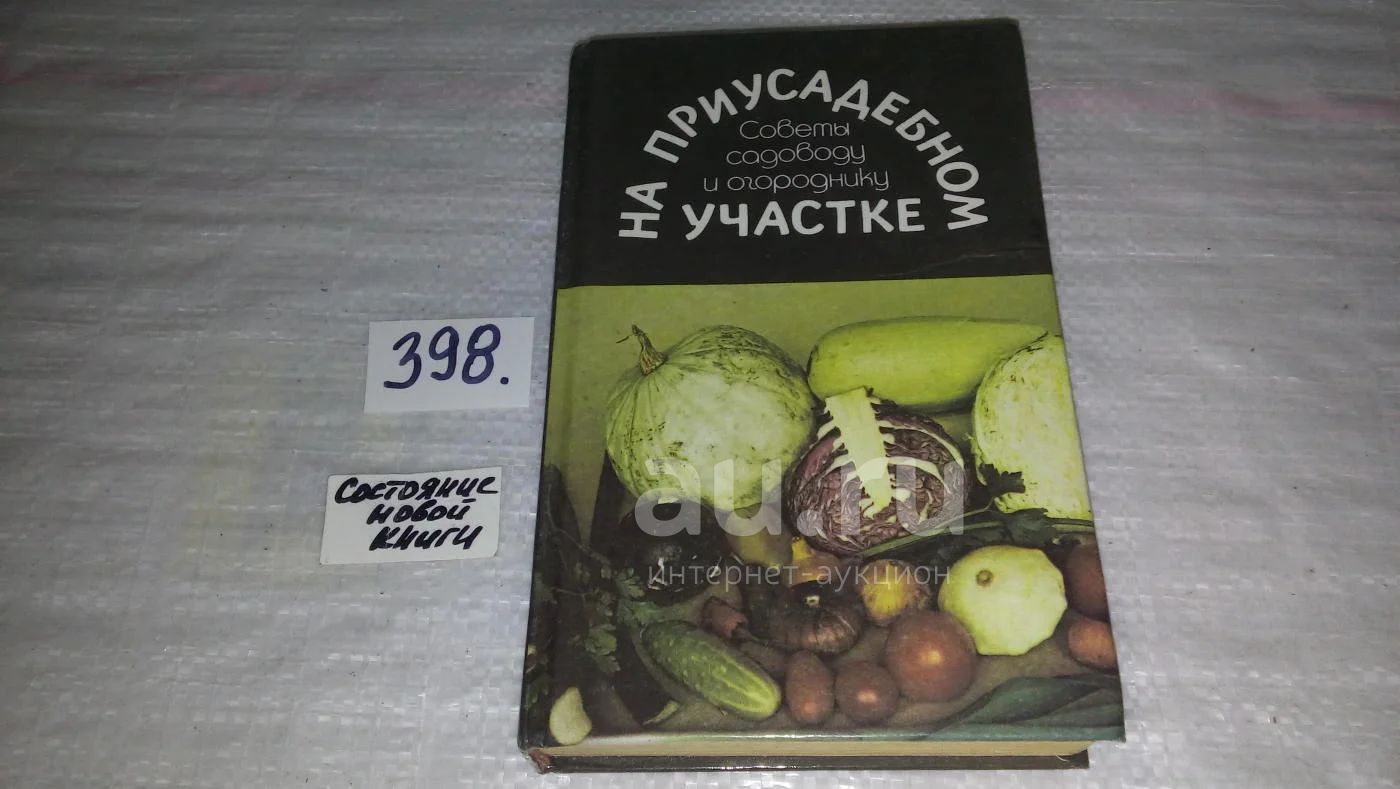 НА ПРИУСАДЕБНОМ
Советы
садоводу
и огороднику
УЧАСТКЕ
398.
Состояние
новой
книги
au.ru
интернет-аукцион